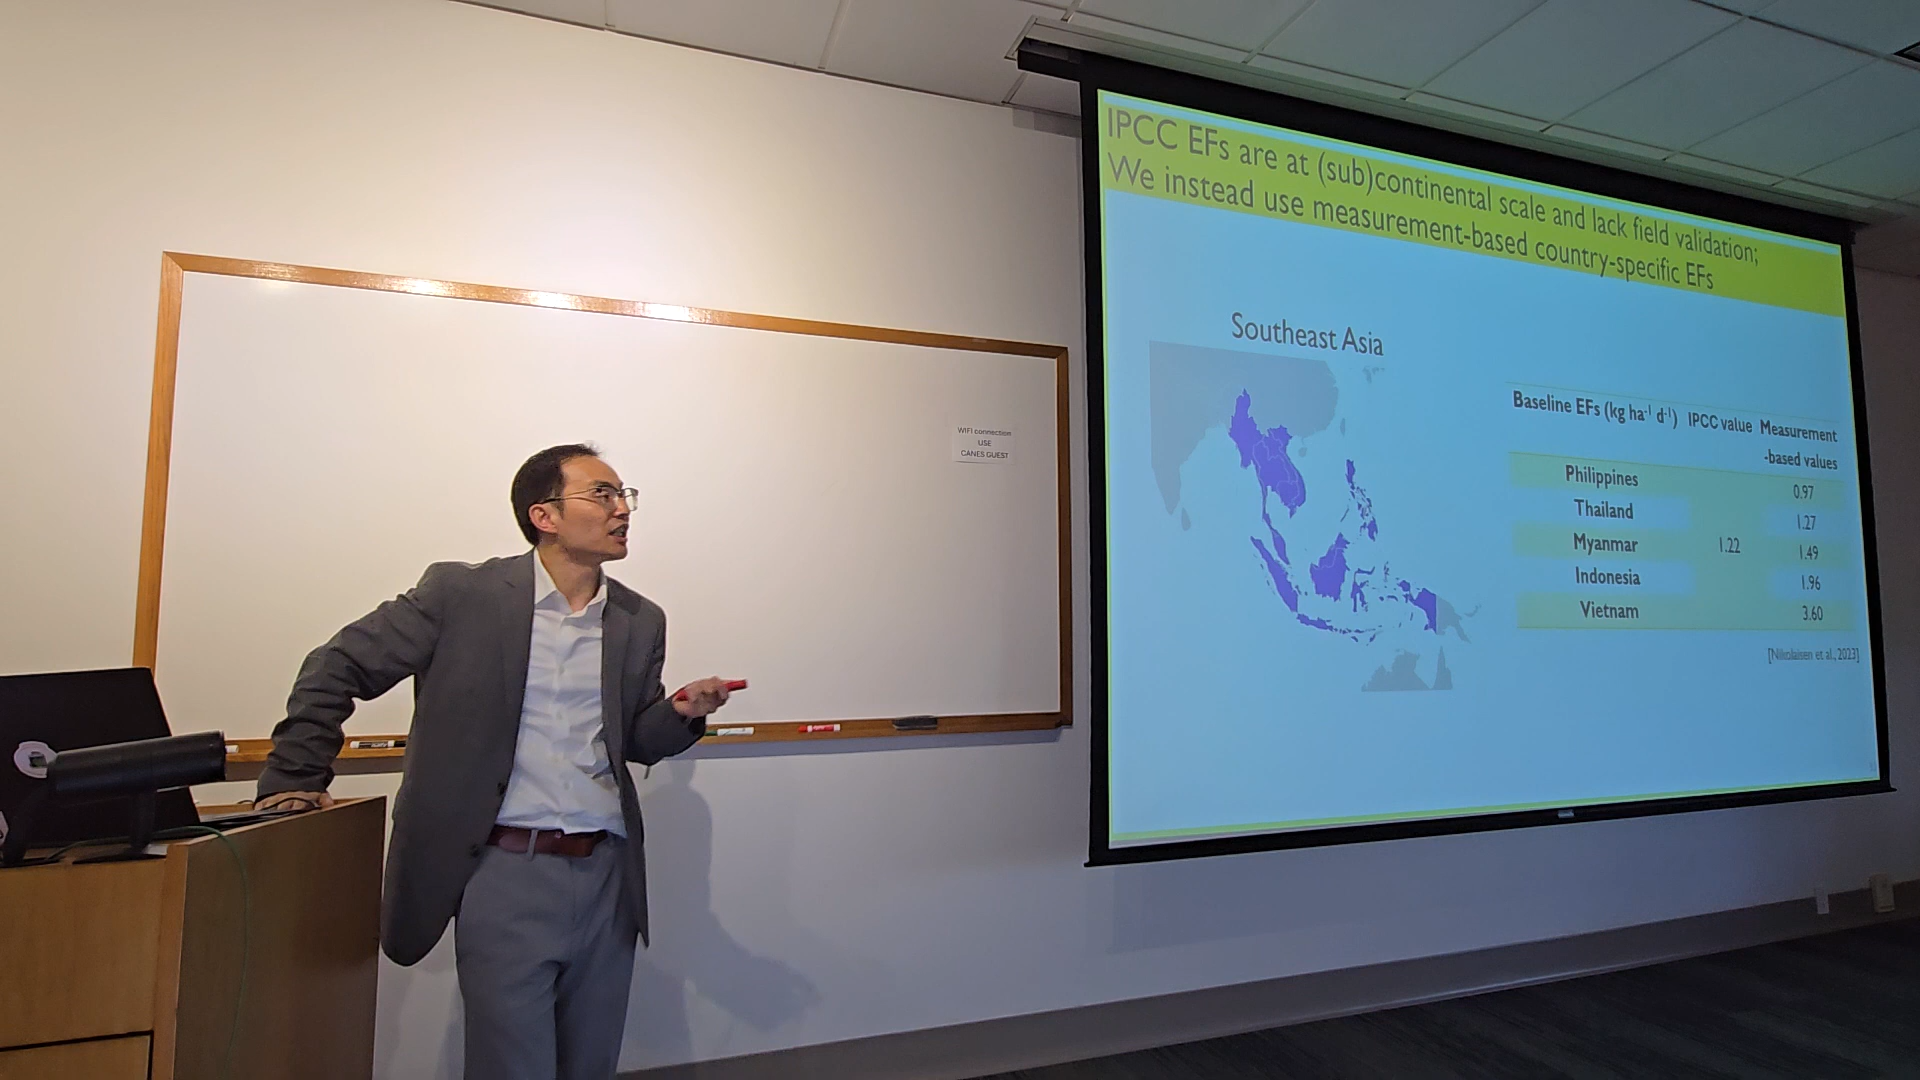 IPCC EFs are at (sub)continental scale and lack field validation;
We instead use measurement-based country-specific EFs
Southeast Asia
Baseline EFs (kg ha⁻¹ d⁻¹) IPCC value Measurement
-based values
Philippines 0.97
Thailand 1.27
Myanmar 1.22 1.49
Indonesia 1.96
Vietnam 3.60
[Nikolaisen et al., 2023]
WIFI connection
USE
CANES GUEST